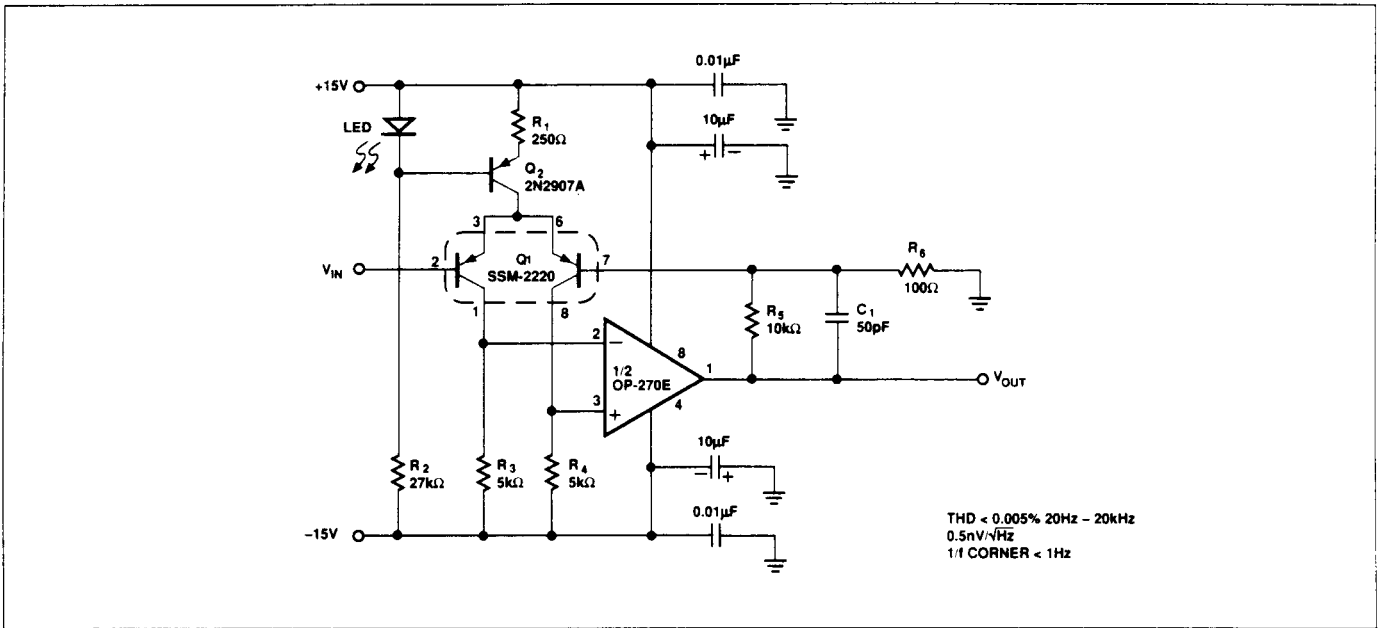 0.01µF
+15V
LED
R1
250Ω
10µF
+ −
Q2
2N2907A
3 6
VIN
2
Q1
SSM-2220
7
R6
100Ω
1 8
R5
10kΩ
C1
50pF
2
−
8
1/2
OP-270E
1
VOUT
3
+
4
10µF
− +
R2
27kΩ
R3
5kΩ
R4
5kΩ
0.01µF
−15V
THD < 0.005% 20Hz – 20kHz
0.5nV/√Hz
1/f CORNER < 1Hz